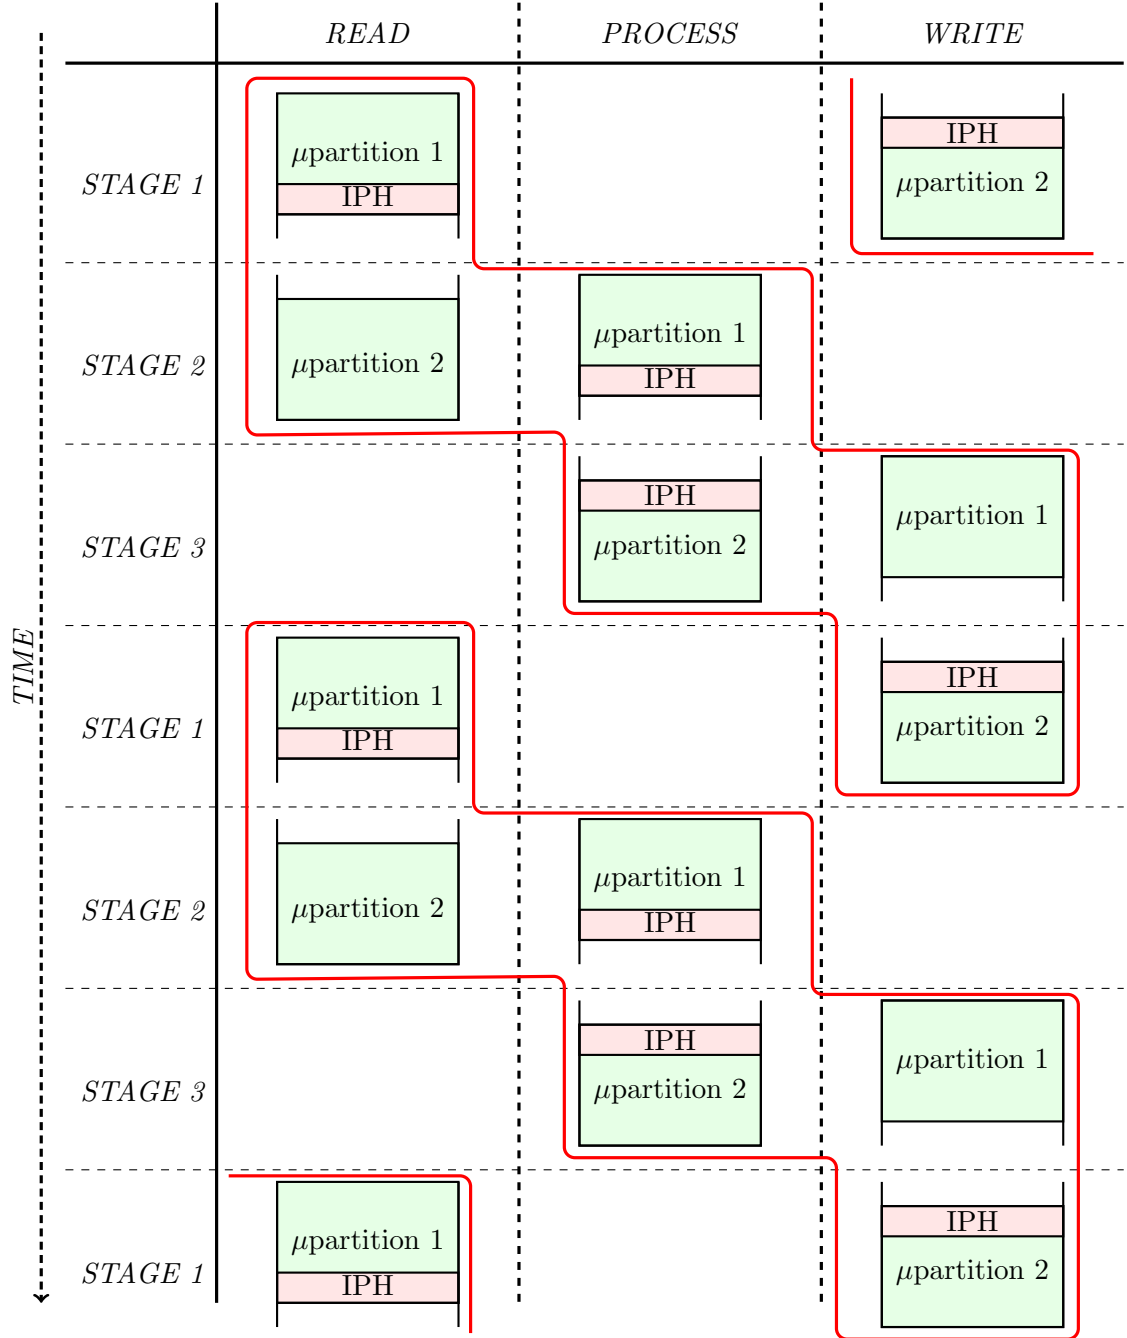 READ PROCESS WRITE
STAGE 1
μpartition 1
IPH
IPH
μpartition 2
STAGE 2
μpartition 2
μpartition 1
IPH
STAGE 3
IPH
μpartition 2
μpartition 1
TIME
STAGE 1
μpartition 1
IPH
IPH
μpartition 2
STAGE 2
μpartition 2
μpartition 1
IPH
STAGE 3
IPH
μpartition 2
μpartition 1
STAGE 1
μpartition 1
IPH
IPH
μpartition 2